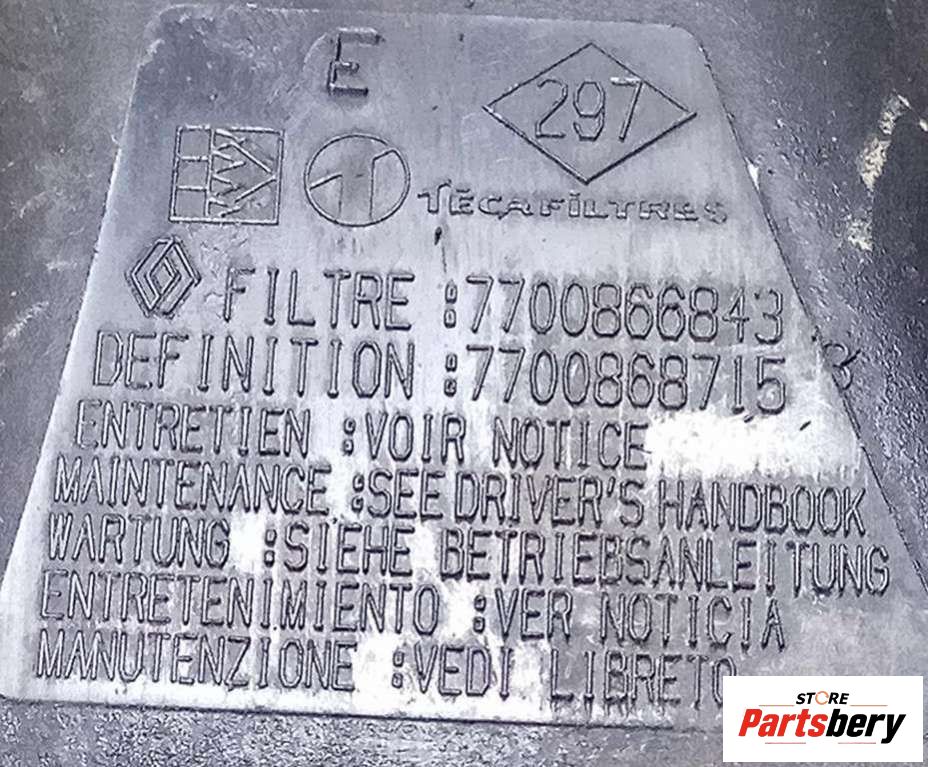 E
297
TECAFILTRES
FILTRE :7700866843
DEFINITION :7700868715 B
ENTRETIEN :VOIR NOTICE
MAINTENANCE :SEE DRIVER'S HANDBOOK
WARTUNG :SIEHE BETRIEBSANLEITUNG
ENTRETENIMIENTO :VER NOTICIA
MANUTENZIONE :VEDI LIBRETO
STORE
Partsbery